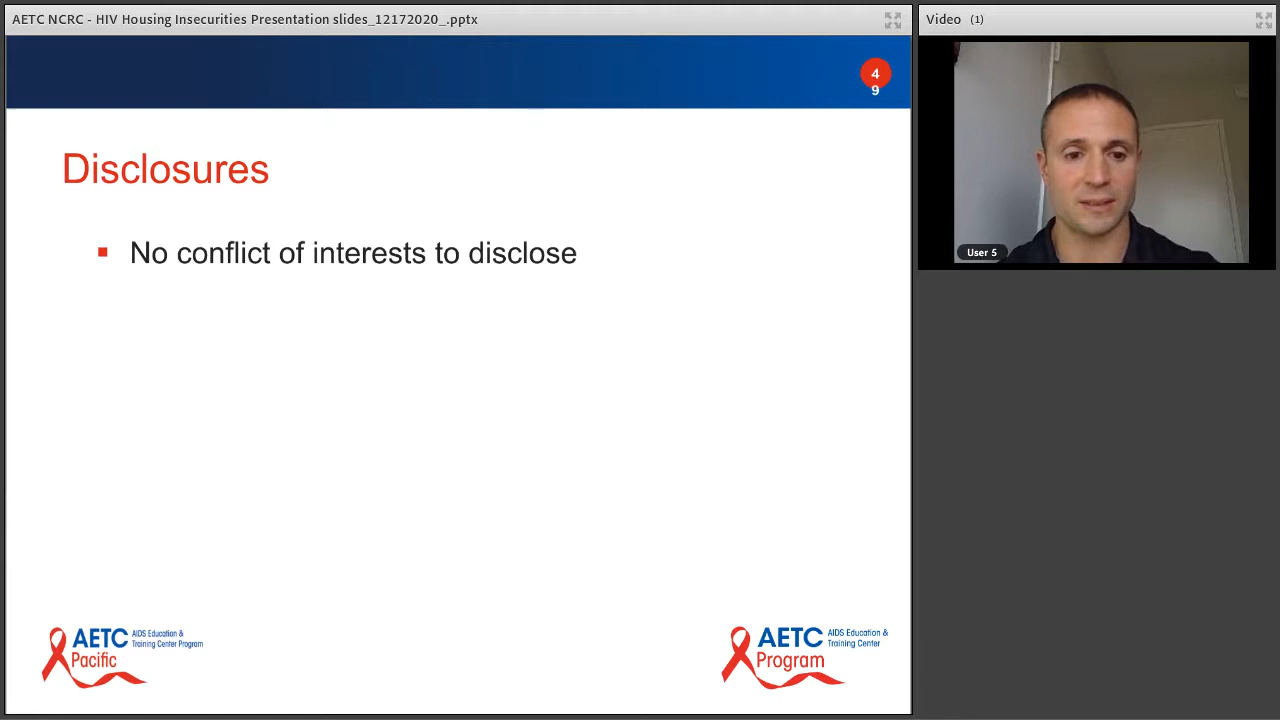 AETC NCRC - HIV Housing Insecurities Presentation slides_12172020_.pptx
Video (1)
4
9
Disclosures
No conflict of interests to disclose
User 5
AETC AIDS Education &
Training Center Program
Pacific
AETC AIDS Education &
Training Center
Program